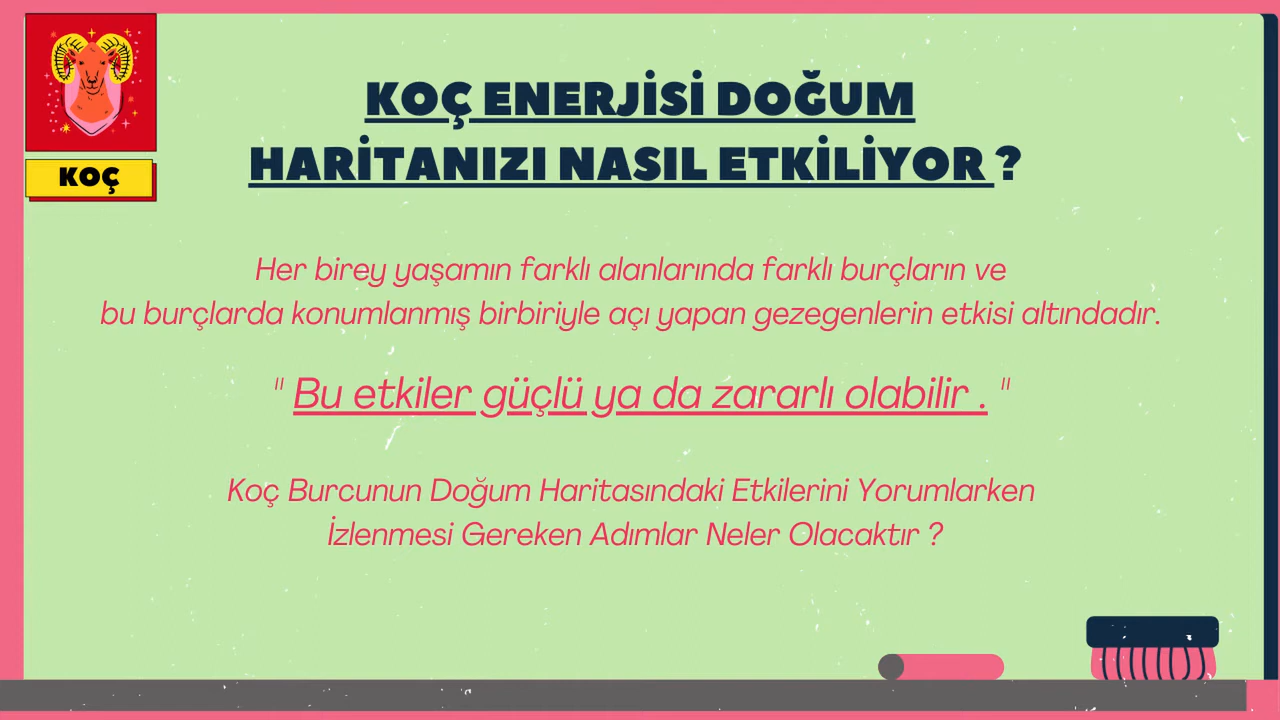 KOÇ
KOÇ ENERJİSİ DOĞUM
HARİTANIZI NASIL ETKİLİYOR ?
Her birey yaşamın farklı alanlarında farklı burçların ve
bu burçlarda konumlanmış birbiriyle açı yapan gezegenlerin etkisi altındadır.
" Bu etkiler güçlü ya da zararlı olabilir . "
Koç Burcunun Doğum Haritasındaki Etkilerini Yorumlarken
İzlenmesi Gereken Adımlar Neler Olacaktır ?